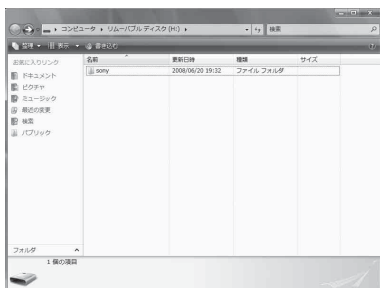 コンピュータ ▸ リムーバブル ディスク (H:) ▸ 検索
整理 表示 書き込む
お気に入りリンク
ドキュメント
ピクチャ
ミュージック
最近の変更
検索
パブリック
フォルダ
名前 更新日時 種類 サイズ
sony 2008/06/20 19:32 ファイル フォルダ
1 個の項目